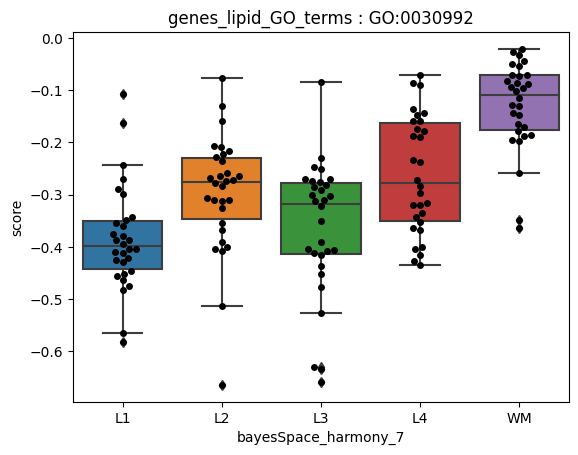 genes_lipid_GO_terms : GO:0030992
0.0
−0.1
−0.2
−0.3
−0.4
−0.5
−0.6
score
L1 L2 L3 L4 WM
bayesSpace_harmony_7